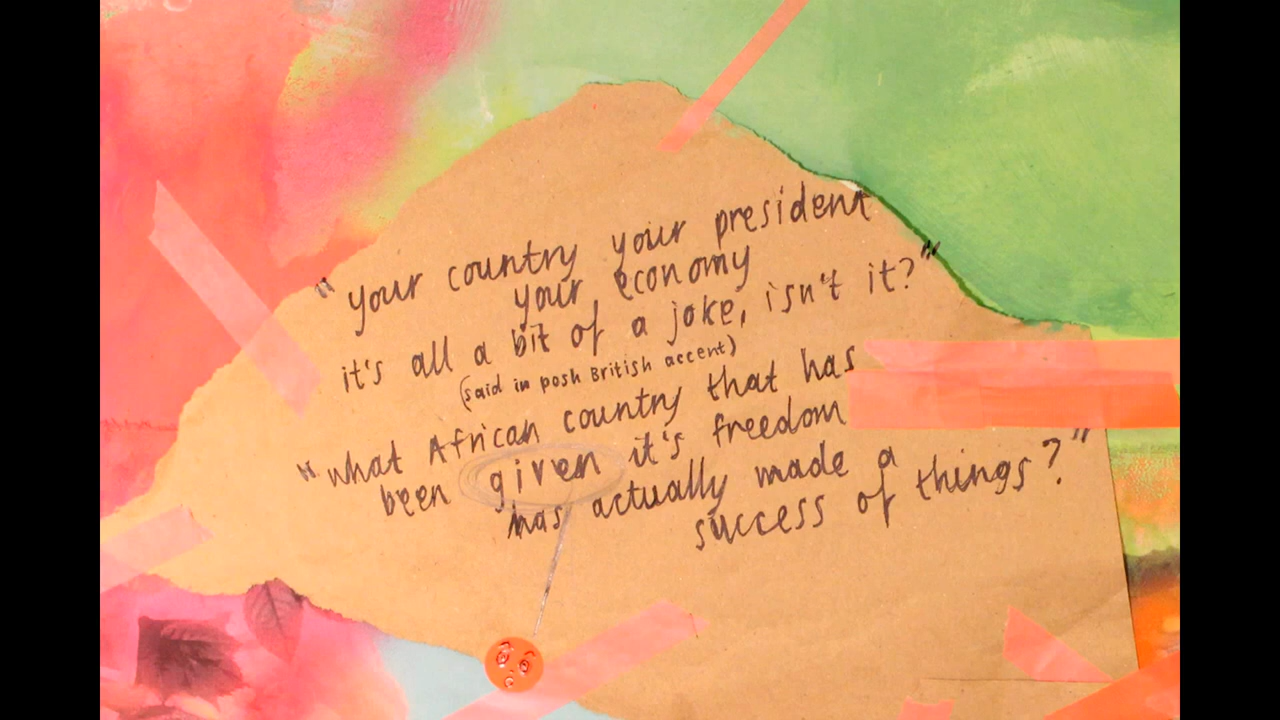 "your country your president
your economy
it's all a bit of a joke, isn't it?"
(said in posh British accent)
"what African country that has
been given it's freedom
has actually made a
success of things?"